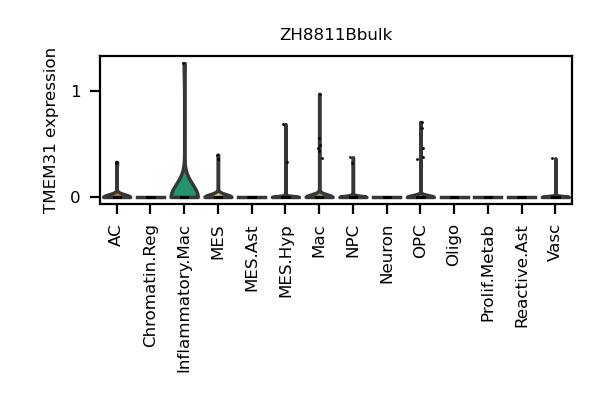 ZH8811Bbulk
TMEM31 expression
1
0
AC
Chromatin.Reg
Inflammatory.Mac
MES
MES.Ast
MES.Hyp
Mac
NPC
Neuron
OPC
Oligo
Prolif.Metab
Reactive.Ast
Vasc